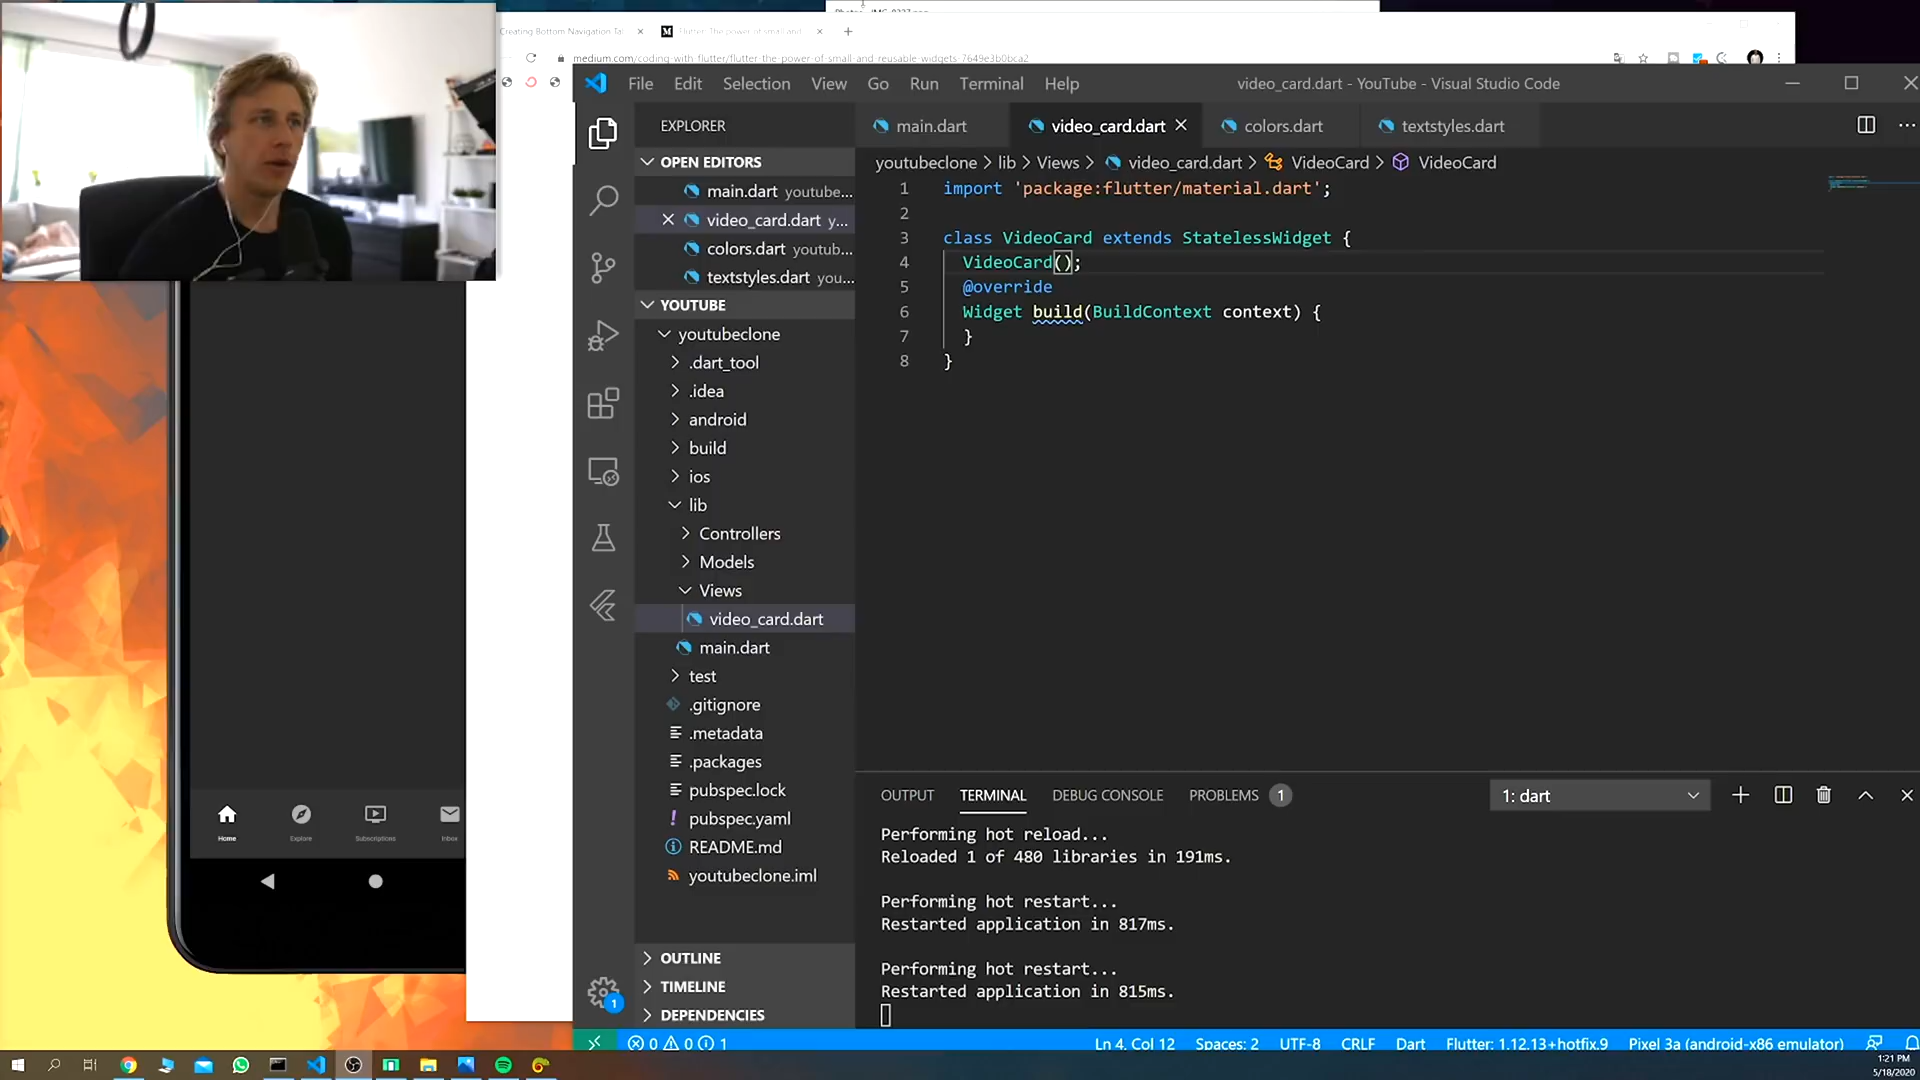 Creating Bottom Navigation Tab
Flutter: The power of small and
medium.com/coding-with-flutter/flutter-the-power-of-small-and-reusable-widgets-7649e3b0bca2
File Edit Selection View Go Run Terminal Help
video_card.dart - YouTube - Visual Studio Code
EXPLORER
main.dart
video_card.dart
colors.dart
textstyles.dart
OPEN EDITORS
main.dart youtube...
video_card.dart y...
colors.dart youtub...
textstyles.dart you...
YOUTUBE
youtubeclone
.dart_tool
.idea
android
build
ios
lib
Controllers
Models
Views
video_card.dart
main.dart
test
.gitignore
.metadata
.packages
pubspec.lock
pubspec.yaml
README.md
youtubeclone.iml
OUTLINE
TIMELINE
DEPENDENCIES
youtubeclone > lib > Views > video_card.dart > VideoCard > VideoCard
1 import 'package:flutter/material.dart';
2
3 class VideoCard extends StatelessWidget {
4 VideoCard();
5 @override
6 Widget build(BuildContext context) {
7 }
8 }
OUTPUT TERMINAL DEBUG CONSOLE PROBLEMS 1
1: dart
Performing hot reload...
Reloaded 1 of 480 libraries in 191ms.
Performing hot restart...
Restarted application in 817ms.
Performing hot restart...
Restarted application in 815ms.
Home Explore Subscriptions Inbox
1
0 0 1
Ln 4, Col 12 Spaces: 2 UTF-8 CRLF Dart Flutter: 1.12.13+hotfix.9 Pixel 3a (android-x86 emulator)
1:21 PM
5/18/2020